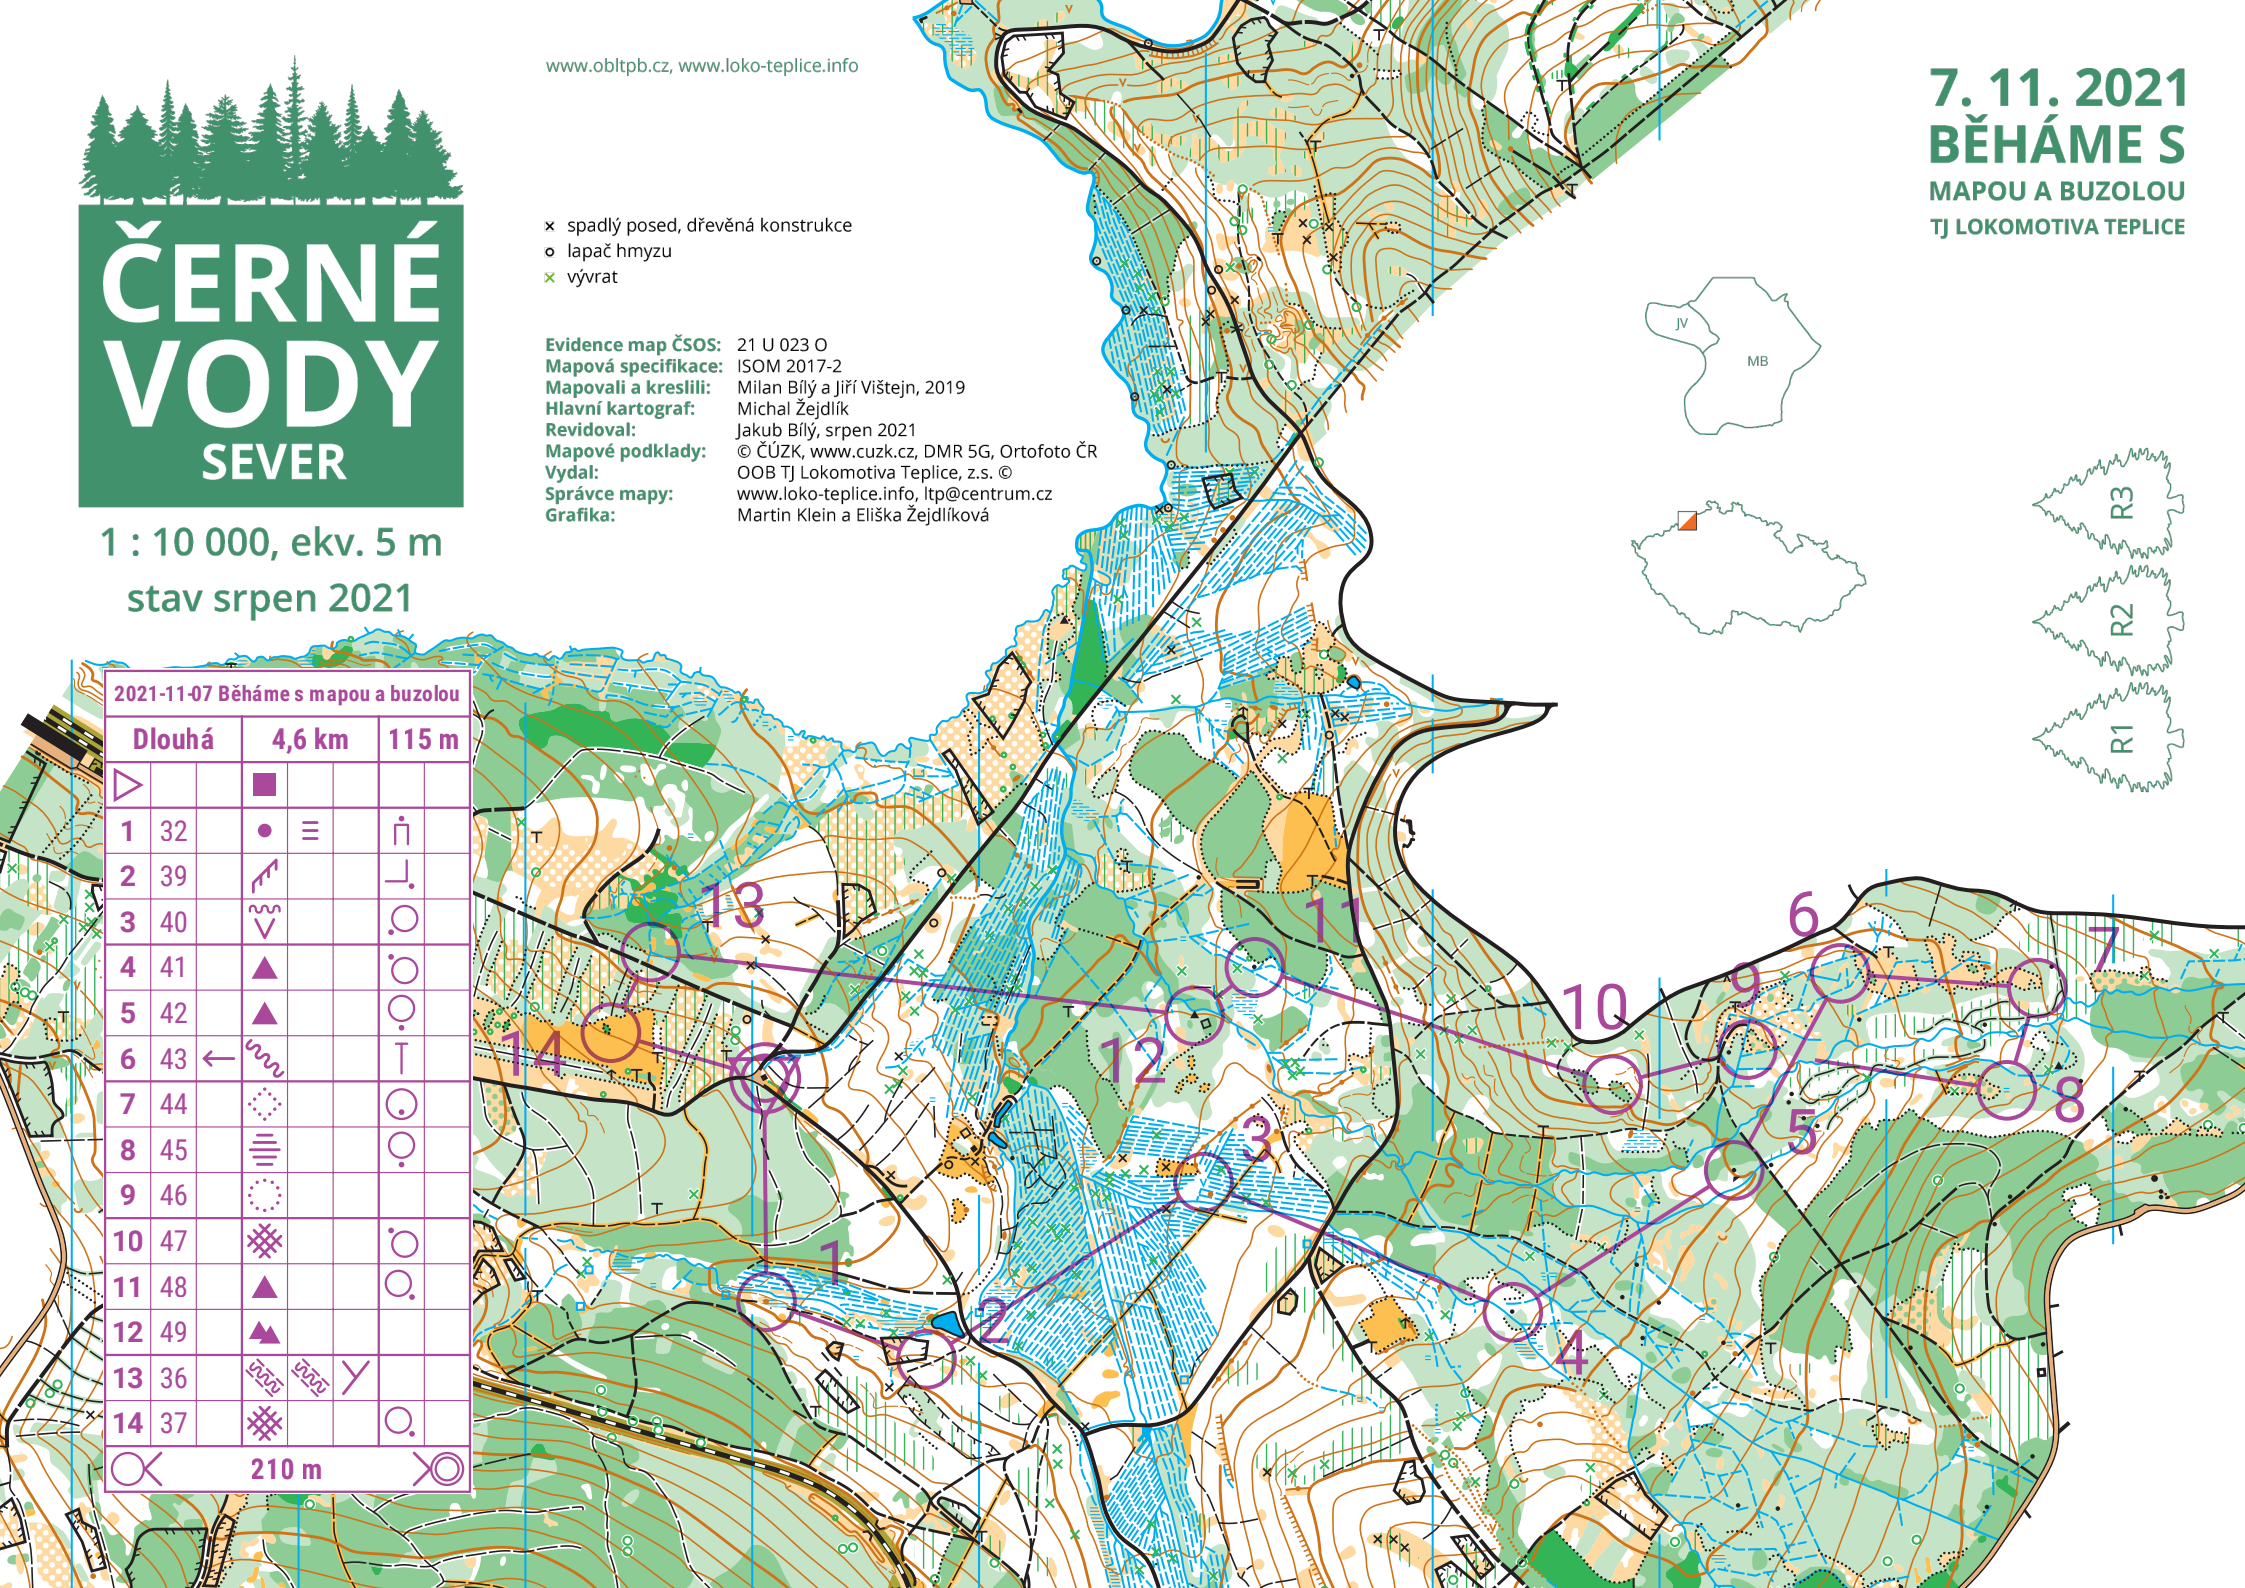 www.obltpb.cz, www.loko-teplice.info
7. 11. 2021
BĚHÁME S
MAPOU A BUZOLOU
TJ LOKOMOTIVA TEPLICE
ČERNÉ
VODY
SEVER
1 : 10 000, ekv. 5 m
stav srpen 2021
spadlý posed, dřevěná konstrukce
lapač hmyzu
vývrat
Evidence map ČSOS: 21 U 023 O
Mapová specifikace: ISOM 2017-2
Mapovali a kreslili: Milan Bílý a Jiří Vištejn, 2019
Hlavní kartograf: Michal Žejdlík
Revidoval: Jakub Bílý, srpen 2021
Mapové podklady: © ČÚZK, www.cuzk.cz, DMR 5G, Ortofoto ČR
Vydal: OOB TJ Lokomotiva Teplice, z.s. ©
Správce mapy: www.loko-teplice.info, ltp@centrum.cz
Grafika: Martin Klein a Eliška Žejdlíková
JV
MB
R3
R2
R1
2021-11-07 Běháme s mapou a buzolou
Dlouhá 4,6 km 115 m
1 32
2 39
3 40
4 41
5 42
6 43
7 44
8 45
9 46
10 47
11 48
12 49
13 36
14 37
210 m
13
11
6
7
9
10
14
12
8
5
3
1
2
4